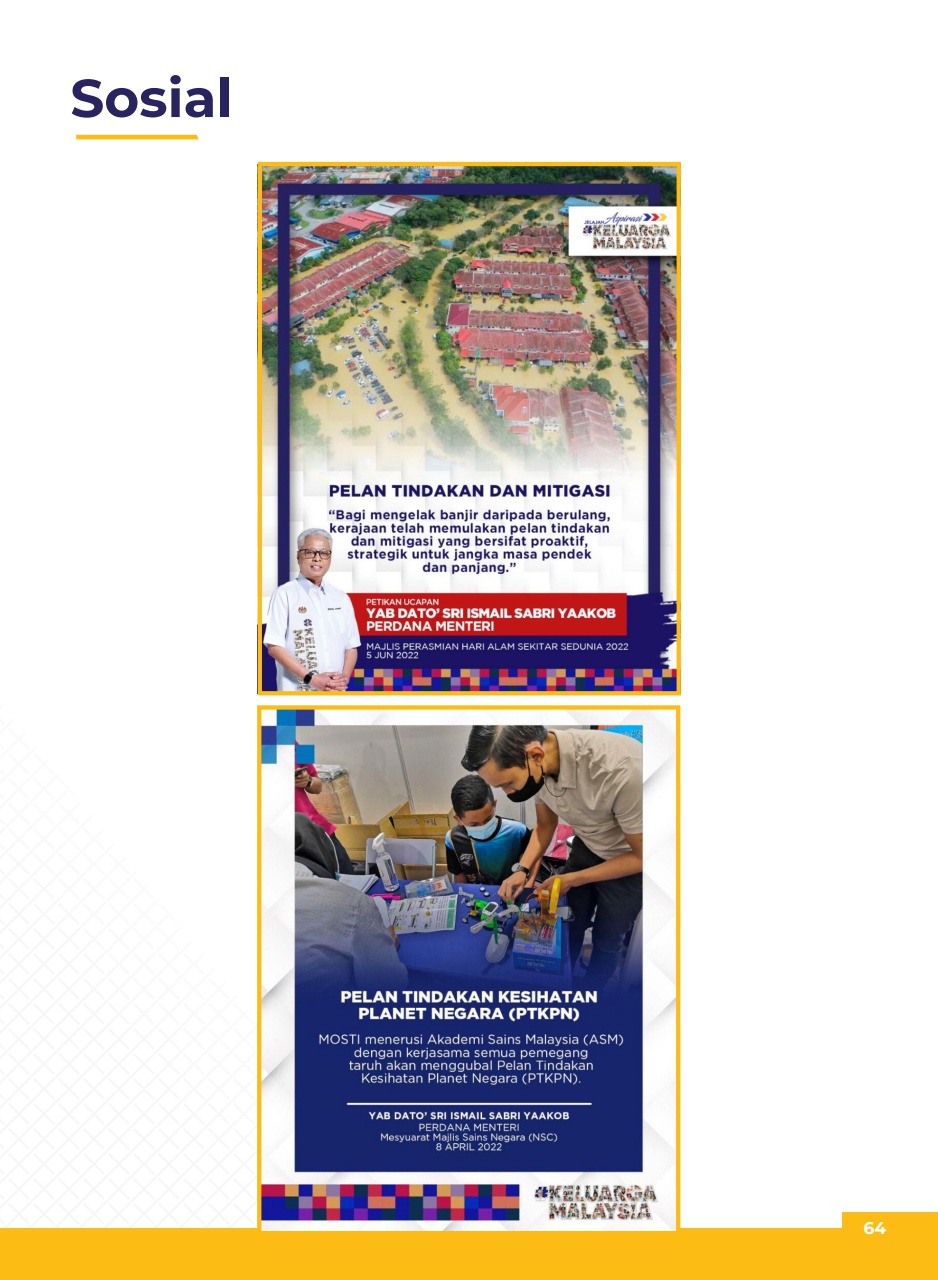 Sosial
JELAJAH Aspirasi
#KELUARGA
MALAYSIA
PELAN TINDAKAN DAN MITIGASI
“Bagi mengelak banjir daripada berulang,
kerajaan telah memulakan pelan tindakan
dan mitigasi yang bersifat proaktif,
strategik untuk jangka masa pendek
dan panjang.”
PETIKAN UCAPAN
YAB DATO’ SRI ISMAIL SABRI YAAKOB
PERDANA MENTERI
MAJLIS PERASMIAN HARI ALAM SEKITAR SEDUNIA 2022
5 JUN 2022
PELAN TINDAKAN KESIHATAN
PLANET NEGARA (PTKPN)
MOSTI menerusi Akademi Sains Malaysia (ASM)
dengan kerjasama semua pemegang
taruh akan menggubal Pelan Tindakan
Kesihatan Planet Negara (PTKPN).
YAB DATO’ SRI ISMAIL SABRI YAAKOB
PERDANA MENTERI
Mesyuarat Majlis Sains Negara (NSC)
8 APRIL 2022
#KELUARGA
MALAYSIA
64